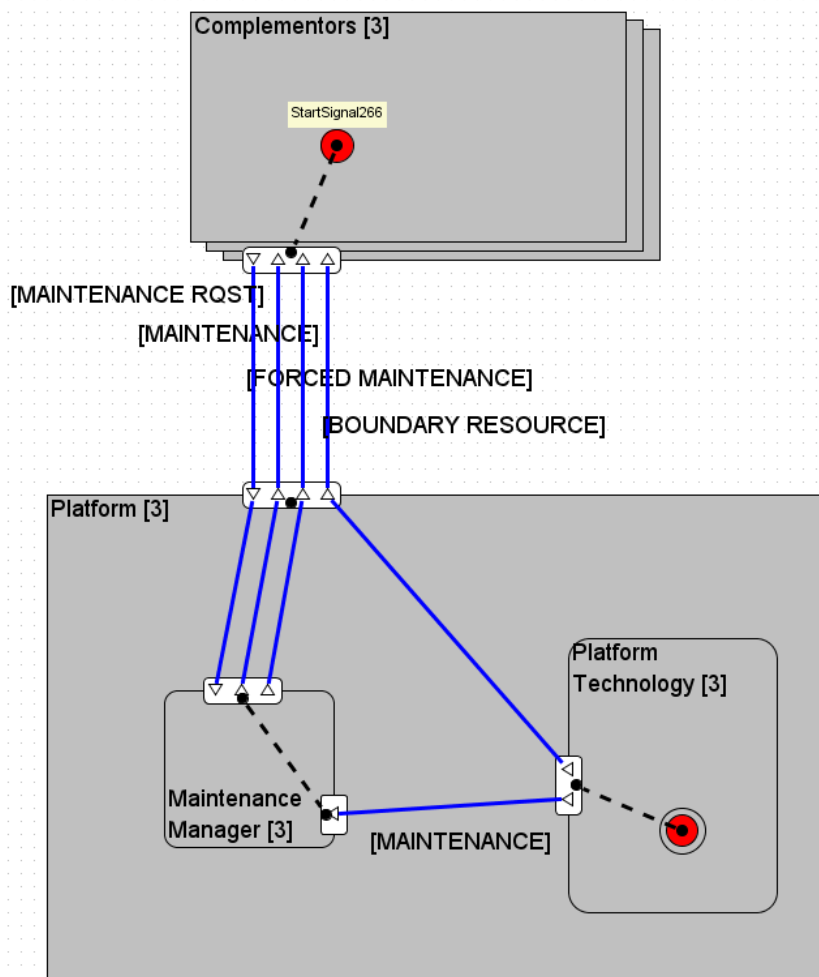 Complementors [3]
StartSignal266
[MAINTENANCE RQST]
[MAINTENANCE]
[FORCED MAINTENANCE]
[BOUNDARY RESOURCE]
Platform [3]
Platform
Technology [3]
Maintenance
Manager [3]
[MAINTENANCE]